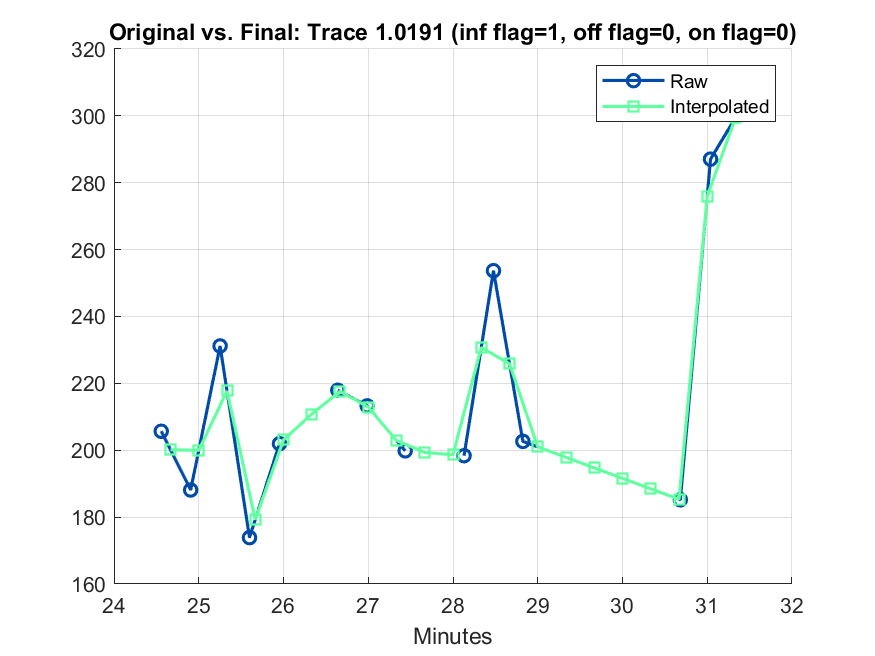 Original vs. Final: Trace 1.0191 (inf flag=1, off flag=0, on flag=0)
320
300
280
260
240
220
200
180
160
Raw
Interpolated
24 25 26 27 28 29 30 31 32
Minutes